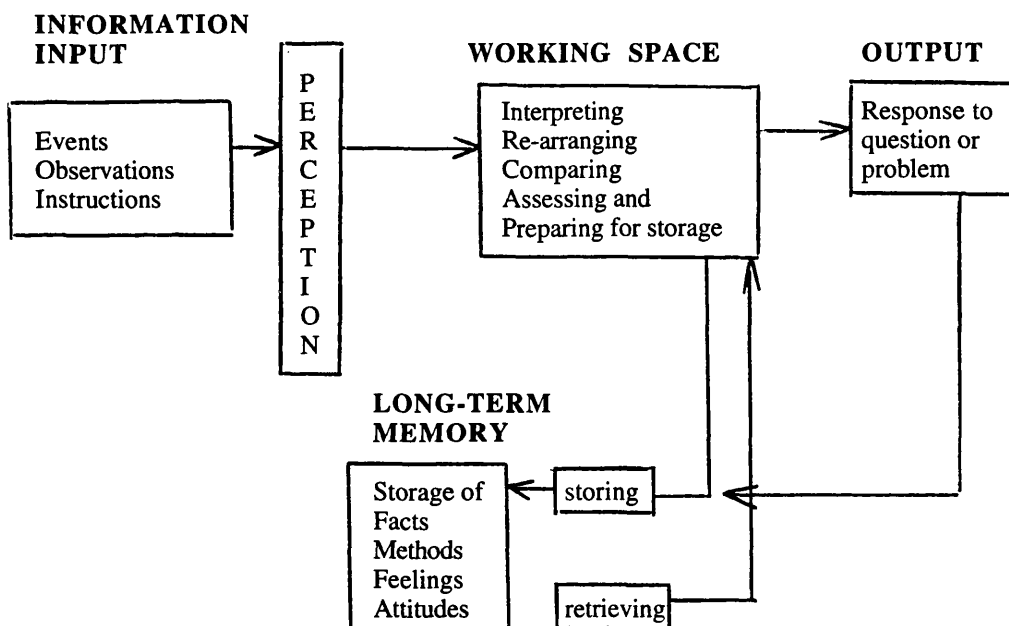 INFORMATION
INPUT
Events
Observations
Instructions
PERCEPTION
WORKING SPACE
Interpreting
Re-arranging
Comparing
Assessing and
Preparing for storage
OUTPUT
Response to
question or
problem
LONG-TERM
MEMORY
Storage of
Facts
Methods
Feelings
Attitudes
storing
retrieving